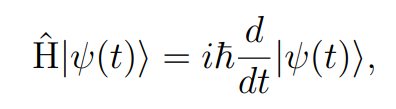 Ĥ|ψ(t)⟩ = iℏ d/dt |ψ(t)⟩,